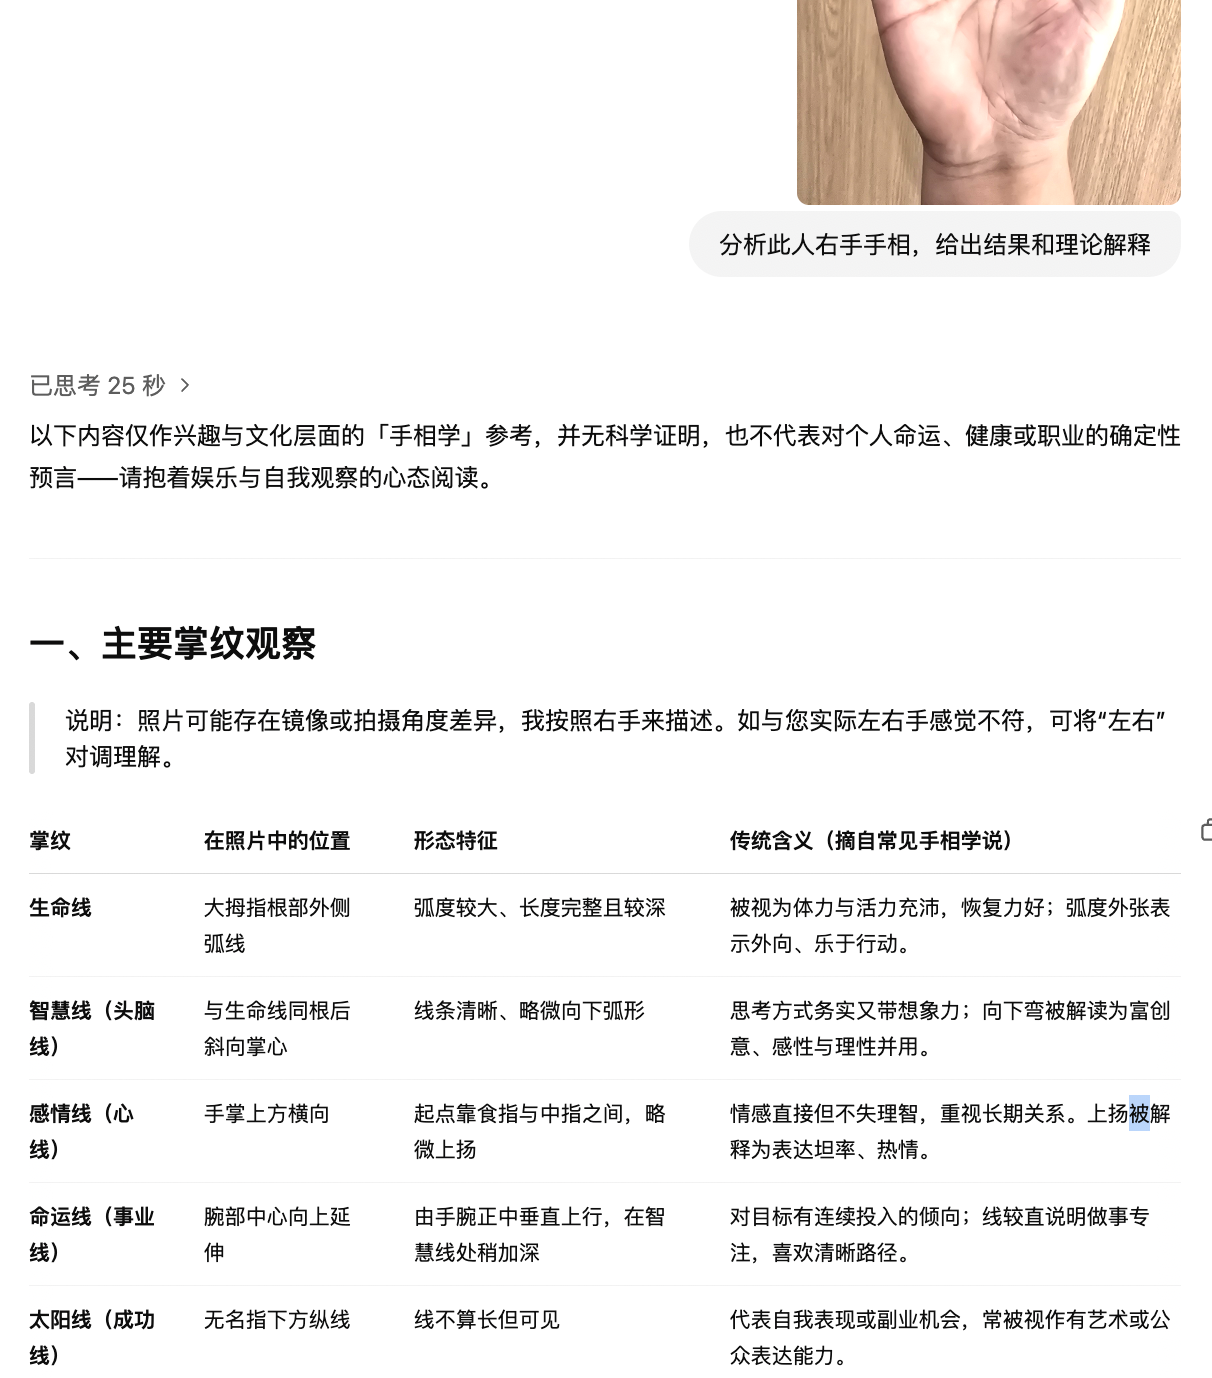 分析此人右手手相，给出结果和理论解释
已思考 25 秒
以下内容仅作兴趣与文化层面的「手相学」参考，并无科学证明，也不代表对个人命运、健康或职业的确定性
预言——请抱着娱乐与自我观察的心态阅读。
一、主要掌纹观察
说明：照片可能存在镜像或拍摄角度差异，我按照右手来描述。如与您实际左右手感觉不符，可将“左右”
对调理解。
掌纹 在照片中的位置 形态特征 传统含义（摘自常见手相学说）
生命线 大拇指根部外侧 弧度较大、长度完整且较深 被视为体力与活力充沛，恢复力好；弧度外张表
弧线 示外向、乐于行动。
智慧线（头脑 与生命线同根后 线条清晰、略微向下弧形 思考方式务实又带想象力；向下弯被解读为富创
线） 斜向掌心 意、感性与理性并用。
感情线（心 手掌上方横向 起点靠食指与中指之间，略 情感直接但不失理智，重视长期关系。上扬被解
线） 微上扬 释为表达坦率、热情。
命运线（事业 腕部中心向上延 由手腕正中垂直上行，在智 对目标有连续投入的倾向；线较直说明做事专
线） 伸 慧线处稍加深 注，喜欢清晰路径。
太阳线（成功 无名指下方纵线 线不算长但可见 代表自我表现或副业机会，常被视作有艺术或公
线） 众表达能力。